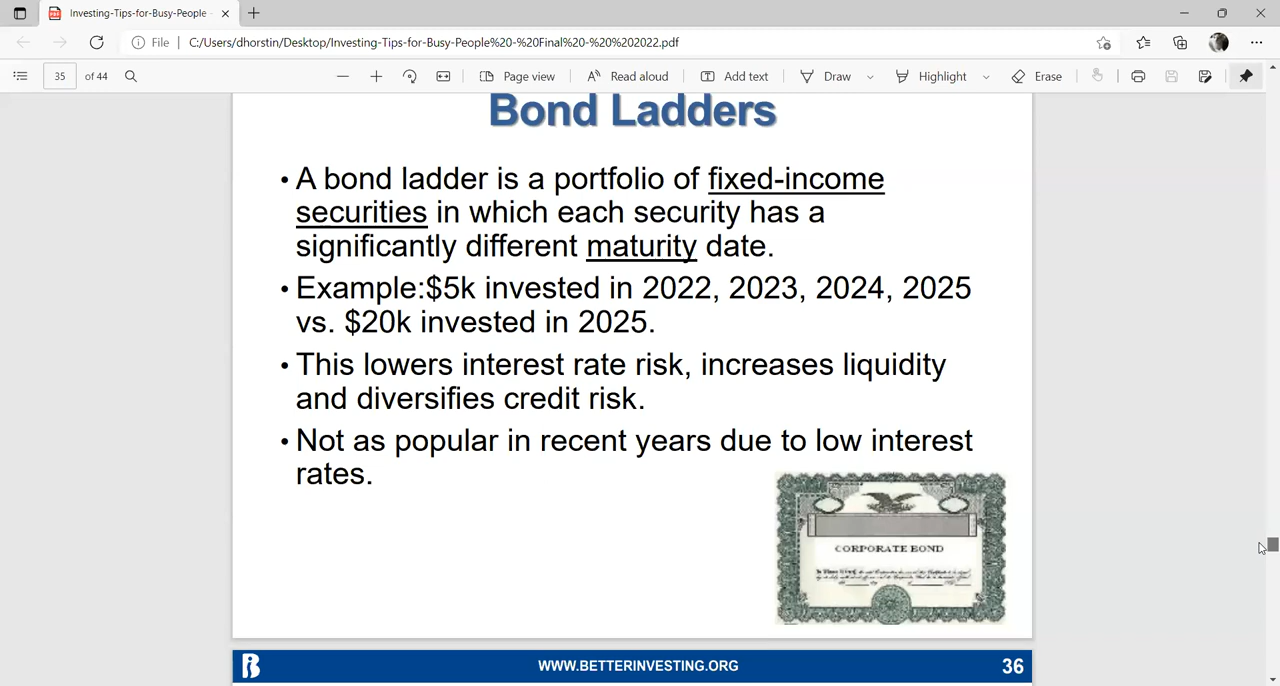 Investing-Tips-for-Busy-People -
File
C:/Users/dhorstin/Desktop/Investing-Tips-for-Busy-People%20-%20Final%20-%20%202022.pdf
35 of 44
Page view
Read aloud
Add text
Draw
Highlight
Erase
Bond Ladders
• A bond ladder is a portfolio of fixed-income
securities in which each security has a
significantly different maturity date.
• Example:$5k invested in 2022, 2023, 2024, 2025
vs. $20k invested in 2025.
• This lowers interest rate risk, increases liquidity
and diversifies credit risk.
• Not as popular in recent years due to low interest
rates.
CORPORATE BOND
WWW.BETTERINVESTING.ORG
36